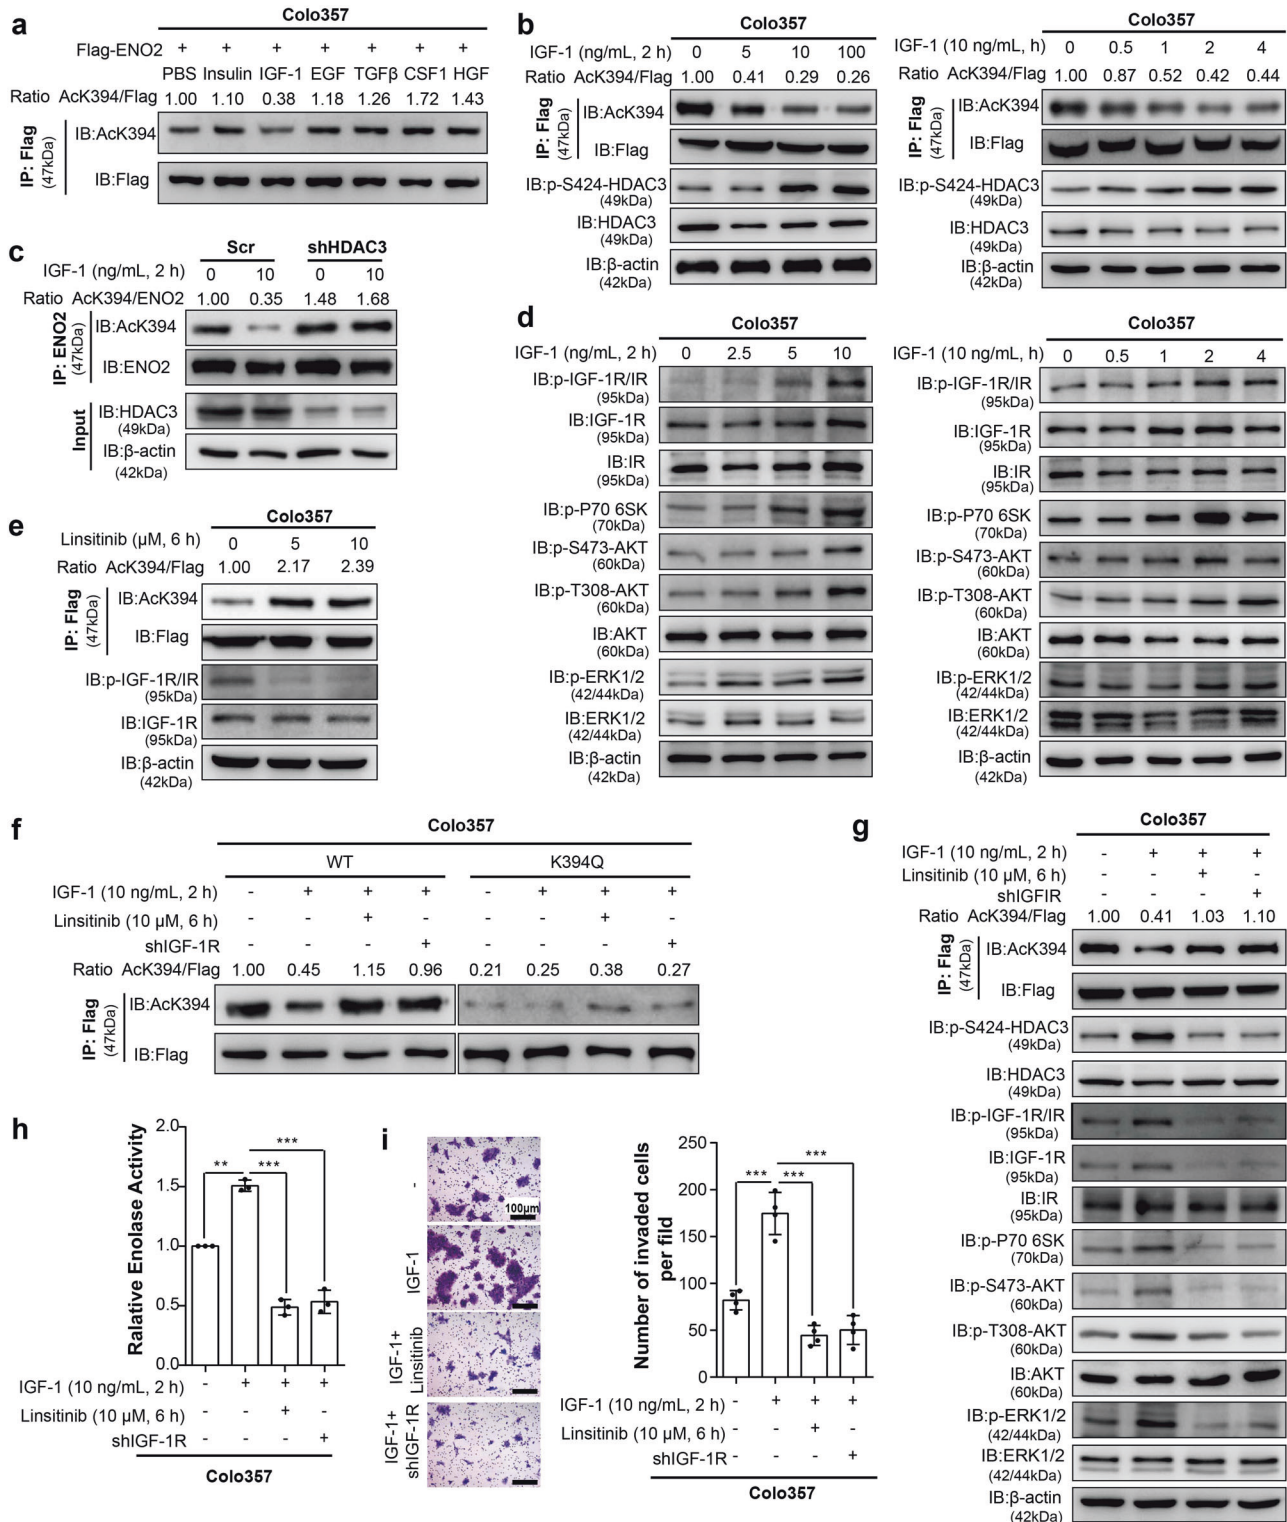 a
Colo357
Flag-ENO2 + + + + + + +
PBS Insulin IGF-1 EGF TGFβ CSF1 HGF
Ratio AcK394/Flag 1.00 1.10 0.38 1.18 1.26 1.72 1.43
IP: Flag
(47kDa)
IB:AcK394
IB:Flag
b
Colo357
IGF-1 (ng/mL, 2 h) 0 5 10 100
Ratio AcK394/Flag 1.00 0.41 0.29 0.26
IP: Flag
(47kDa)
IB:AcK394
IB:Flag
IB:p-S424-HDAC3
(49kDa)
IB:HDAC3
(49kDa)
IB:β-actin
(42kDa)
Colo357
IGF-1 (10 ng/mL, h) 0 0.5 1 2 4
Ratio AcK394/Flag 1.00 0.87 0.52 0.42 0.44
IP: Flag
(47kDa)
IB:AcK394
IB:Flag
IB:p-S424-HDAC3
(49kDa)
IB:HDAC3
(49kDa)
IB:β-actin
(42kDa)
c
Scr shHDAC3
IGF-1 (ng/mL, 2 h) 0 10 0 10
Ratio AcK394/ENO2 1.00 0.35 1.48 1.68
IP: ENO2
(47kDa)
IB:AcK394
IB:ENO2
Input
IB:HDAC3
(49kDa)
IB:β-actin
(42kDa)
d
Colo357
IGF-1 (ng/mL, 2 h) 0 2.5 5 10
IB:p-IGF-1R/IR
(95kDa)
IB:IGF-1R
(95kDa)
IB:IR
(95kDa)
IB:p-P70 6SK
(70kDa)
IB:p-S473-AKT
(60kDa)
IB:p-T308-AKT
(60kDa)
IB:AKT
(60kDa)
IB:p-ERK1/2
(42/44kDa)
IB:ERK1/2
(42/44kDa)
IB:β-actin
(42kDa)
Colo357
IGF-1 (10 ng/mL, h) 0 0.5 1 2 4
IB:p-IGF-1R/IR
(95kDa)
IB:IGF-1R
(95kDa)
IB:IR
(95kDa)
IB:p-P70 6SK
(70kDa)
IB:p-S473-AKT
(60kDa)
IB:p-T308-AKT
(60kDa)
IB:AKT
(60kDa)
IB:p-ERK1/2
(42/44kDa)
IB:ERK1/2
(42/44kDa)
IB:β-actin
(42kDa)
e
Colo357
Linsitinib (µM, 6 h) 0 5 10
Ratio AcK394/Flag 1.00 2.17 2.39
IP: Flag
(47kDa)
IB:AcK394
IB:Flag
IB:p-IGF-1R/IR
(95kDa)
IB:IGF-1R
(95kDa)
IB:β-actin
(42kDa)
f
Colo357
WT K394Q
IGF-1 (10 ng/mL, 2 h) - + + + - + + +
Linsitinib (10 µM, 6 h) - - + - - - + -
shIGF-1R - - - + - - - +
Ratio AcK394/Flag 1.00 0.45 1.15 0.96 0.21 0.25 0.38 0.27
IP: Flag
(47kDa)
IB:AcK394
IB:Flag
g
Colo357
IGF-1 (10 ng/mL, 2 h) - + + +
Linsitinib (10 µM, 6 h) - - + -
shIGFIR - - - +
Ratio AcK394/Flag 1.00 0.41 1.03 1.10
IP: Flag
(47kDa)
IB:AcK394
IB:Flag
IB:p-S424-HDAC3
(49kDa)
IB:HDAC3
(49kDa)
IB:p-IGF-1R/IR
(95kDa)
IB:IGF-1R
(95kDa)
IB:IR
(95kDa)
IB:p-P70 6SK
(70kDa)
IB:p-S473-AKT
(60kDa)
IB:p-T308-AKT
(60kDa)
IB:AKT
(60kDa)
IB:p-ERK1/2
(42/44kDa)
IB:ERK1/2
(42/44kDa)
IB:β-actin
(42kDa)
h
Ralative Enolase Activity
2.0
1.5
1.0
0.5
0.0
** *** ***
IGF-1 (10 ng/mL, 2 h) - + + +
Linsitinib (10 µM, 6 h) - - + -
shIGF-1R - - - +
Colo357
i
-
100µm
IGF-1
IGF-1+
Linsitinib
IGF-1+
shIGF-1R
Number of invaded cells
per fild
250
200
150
100
50
0
*** *** ***
IGF-1 (10 ng/mL, 2 h) - + + +
Linsitinib (10 µM, 6 h) - - + -
shIGF-1R - - - +
Colo357